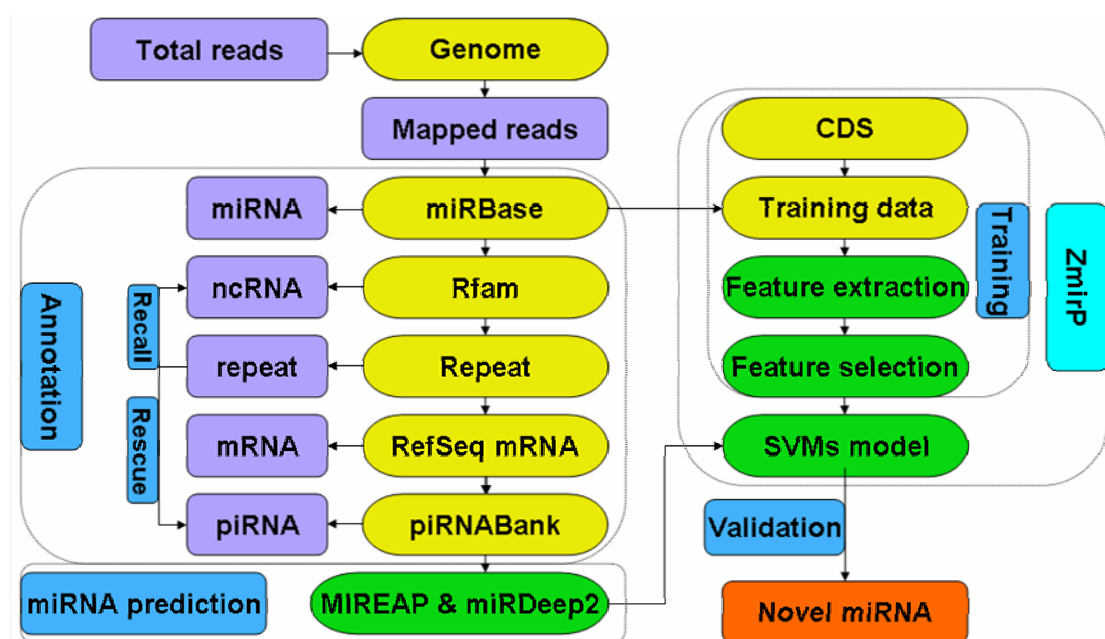 Total reads
Genome
Mapped reads
CDS
miRNA
miRBase
Training data
Training
ZmirP
Annotation
Recall
ncRNA
Rfam
Feature extraction
repeat
Repeat
Feature selection
Rescue
mRNA
RefSeq mRNA
SVMs model
piRNA
piRNABank
Validation
miRNA prediction
MIREAP & miRDeep2
Novel miRNA